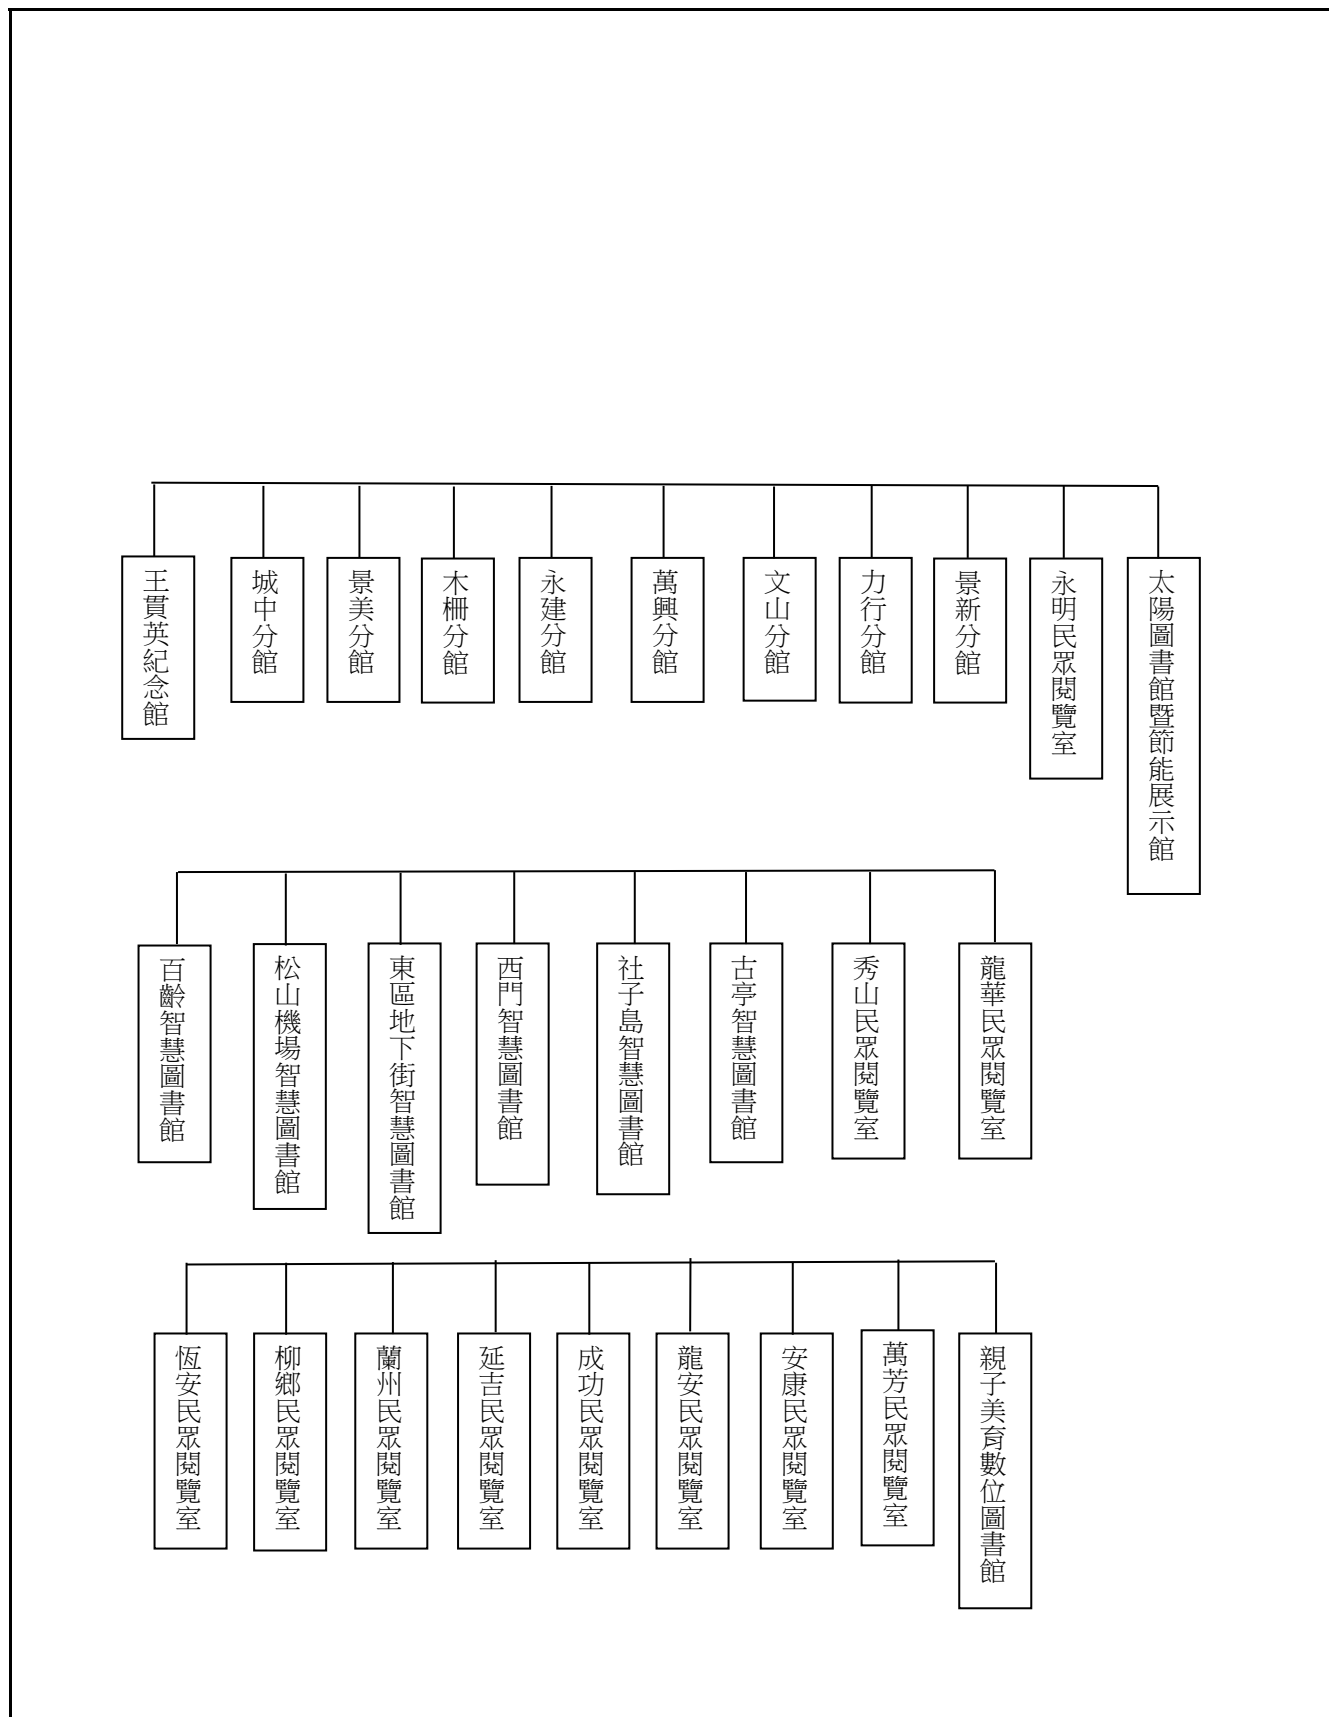 王貫英紀念館
城中分館
景美分館
木柵分館
永建分館
萬興分館
文山分館
力行分館
景新分館
永明民眾閱覽室
太陽圖書館暨節能展示館
百齡智慧圖書館
松山機場智慧圖書館
東區地下街智慧圖書館
西門智慧圖書館
社子島智慧圖書館
古亭智慧圖書館
秀山民眾閱覽室
龍華民眾閱覽室
恆安民眾閱覽室
柳鄉民眾閱覽室
蘭州民眾閱覽室
延吉民眾閱覽室
成功民眾閱覽室
龍安民眾閱覽室
安康民眾閱覽室
萬芳民眾閱覽室
親子美育數位圖書館